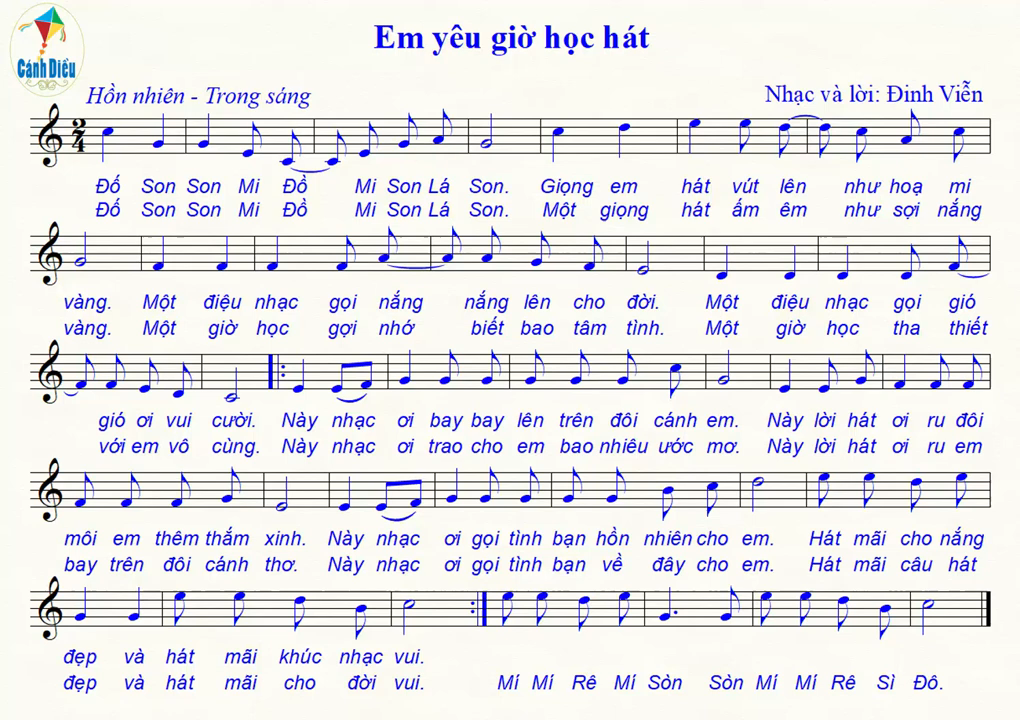 Cánh Diều
Em yêu giờ học hát
Hồn nhiên - Trong sáng
Nhạc và lời: Đinh Viễn
2
4
Đố Son Son Mi Đồ Mi Son Lá Son. Giọng em hát vút lên như hoạ mi
Đố Son Son Mi Đồ Mi Son Lá Son. Một giọng hát ấm êm như sợi nắng
vàng. Một điệu nhạc gọi nắng nắng lên cho đời. Một điệu nhạc gọi gió
vàng. Một giờ học gợi nhớ biết bao tâm tình. Một giờ học tha thiết
gió ơi vui cười. Này nhạc ơi bay bay lên trên đôi cánh em. Này lời hát ơi ru đôi
với em vô cùng. Này nhạc ơi trao cho em bao nhiêu ước mơ. Này lời hát ơi ru em
môi em thêm thắm xinh. Này nhạc ơi gọi tình bạn hồn nhiên cho em. Hát mãi cho nắng
bay trên đôi cánh thơ. Này nhạc ơi gọi tình bạn về đây cho em. Hát mãi câu hát
đẹp và hát mãi khúc nhạc vui.
đẹp và hát mãi cho đời vui. Mí Mí Rê Mí Sòn Sòn Mí Mí Rê Sì Đô.